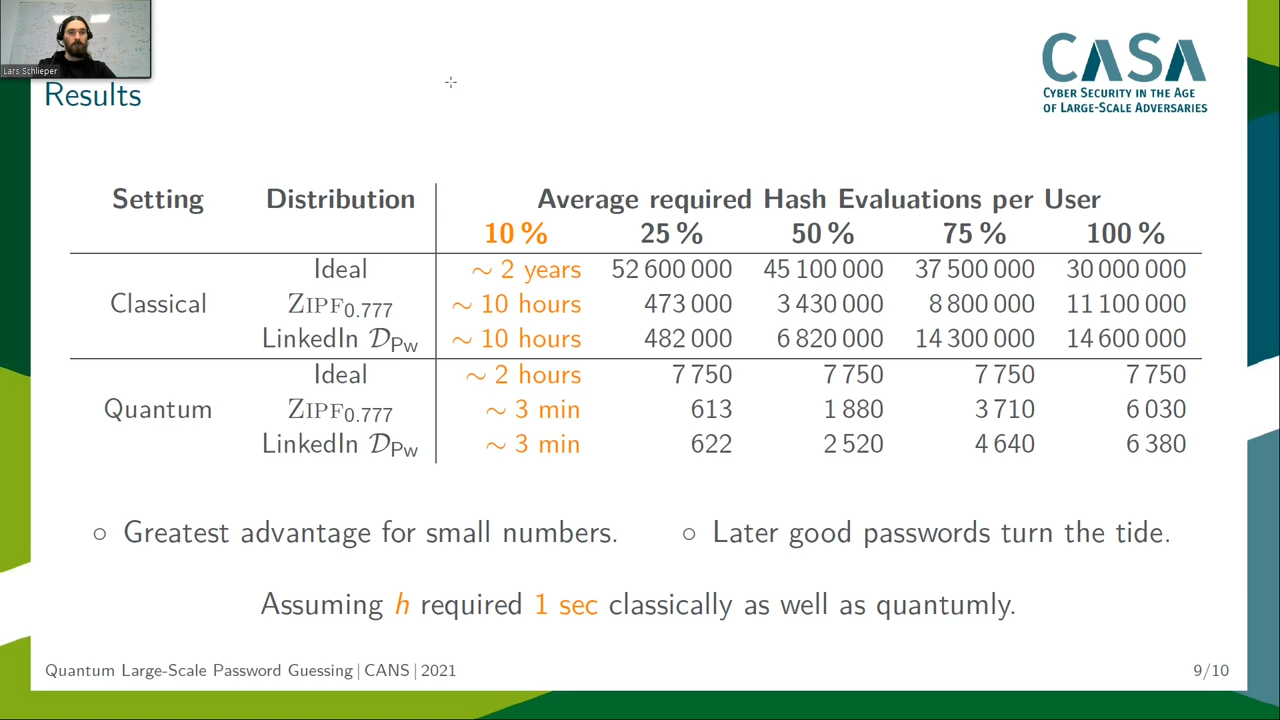 Lars Schlieper
Results
CASA
CYBER SECURITY IN THE AGE
OF LARGE-SCALE ADVERSARIES
Setting Distribution Average required Hash Evaluations per User
10 % 25 % 50 % 75 % 100 %
Ideal ∼ 2 years 52 600 000 45 100 000 37 500 000 30 000 000
Classical ZIPF0.777 ∼ 10 hours 473 000 3 430 000 8 800 000 11 100 000
LinkedIn 𝒟Pw ∼ 10 hours 482 000 6 820 000 14 300 000 14 600 000
Ideal ∼ 2 hours 7 750 7 750 7 750 7 750
Quantum ZIPF0.777 ∼ 3 min 613 1 880 3 710 6 030
LinkedIn 𝒟Pw ∼ 3 min 622 2 520 4 640 6 380
○ Greatest advantage for small numbers. ○ Later good passwords turn the tide.
Assuming h required 1 sec classically as well as quantumly.
Quantum Large-Scale Password Guessing | CANS | 2021 9/10